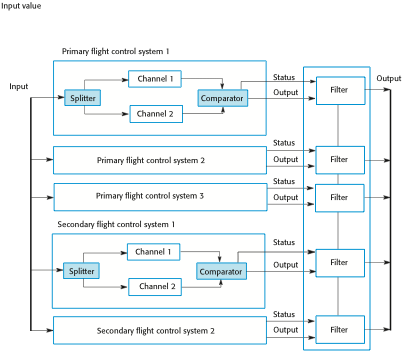 Input value
Primary flight control system 1
Input
Splitter
Channel 1
Channel 2
Comparator
Status
Output
Filter
Output
Primary flight control system 2
Status
Output
Filter
Primary flight control system 3
Status
Output
Filter
Secondary flight control system 1
Splitter
Channel 1
Channel 2
Comparator
Status
Output
Filter
Secondary flight control system 2
Status
Output
Filter